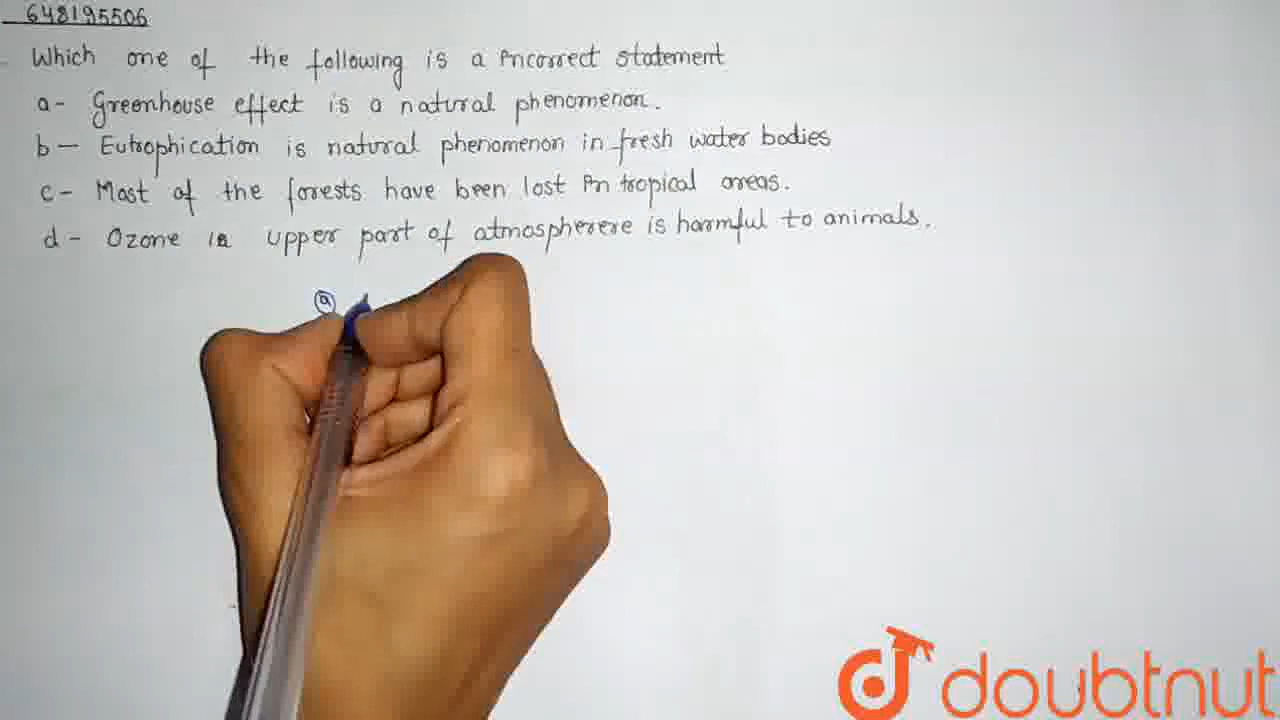 648195506
Which one of the following is a incorrect statement
a- Greenhouse effect is a natural phenomenon.
b- Eutrophication is natural phenomenon in fresh water bodies
c- Most of the forests have been lost in tropical areas.
d- Ozone in upper part of atmospherere is harmful to animals.
a
doubtnut